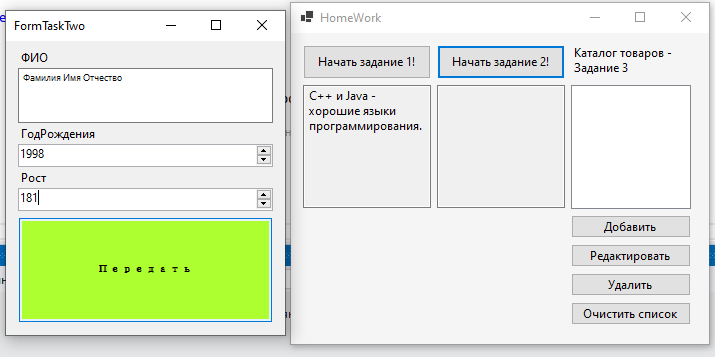 FormTaskTwo
ФИО
Фамилия Имя Отчество
ГодРождения
1998
Рост
181
Передать
HomeWork
Начать задание 1!
Начать задание 2!
Каталог товаров -
Задание 3
C++ и Java -
хорошие языки
программирования.
Добавить
Редактировать
Удалить
Очистить список